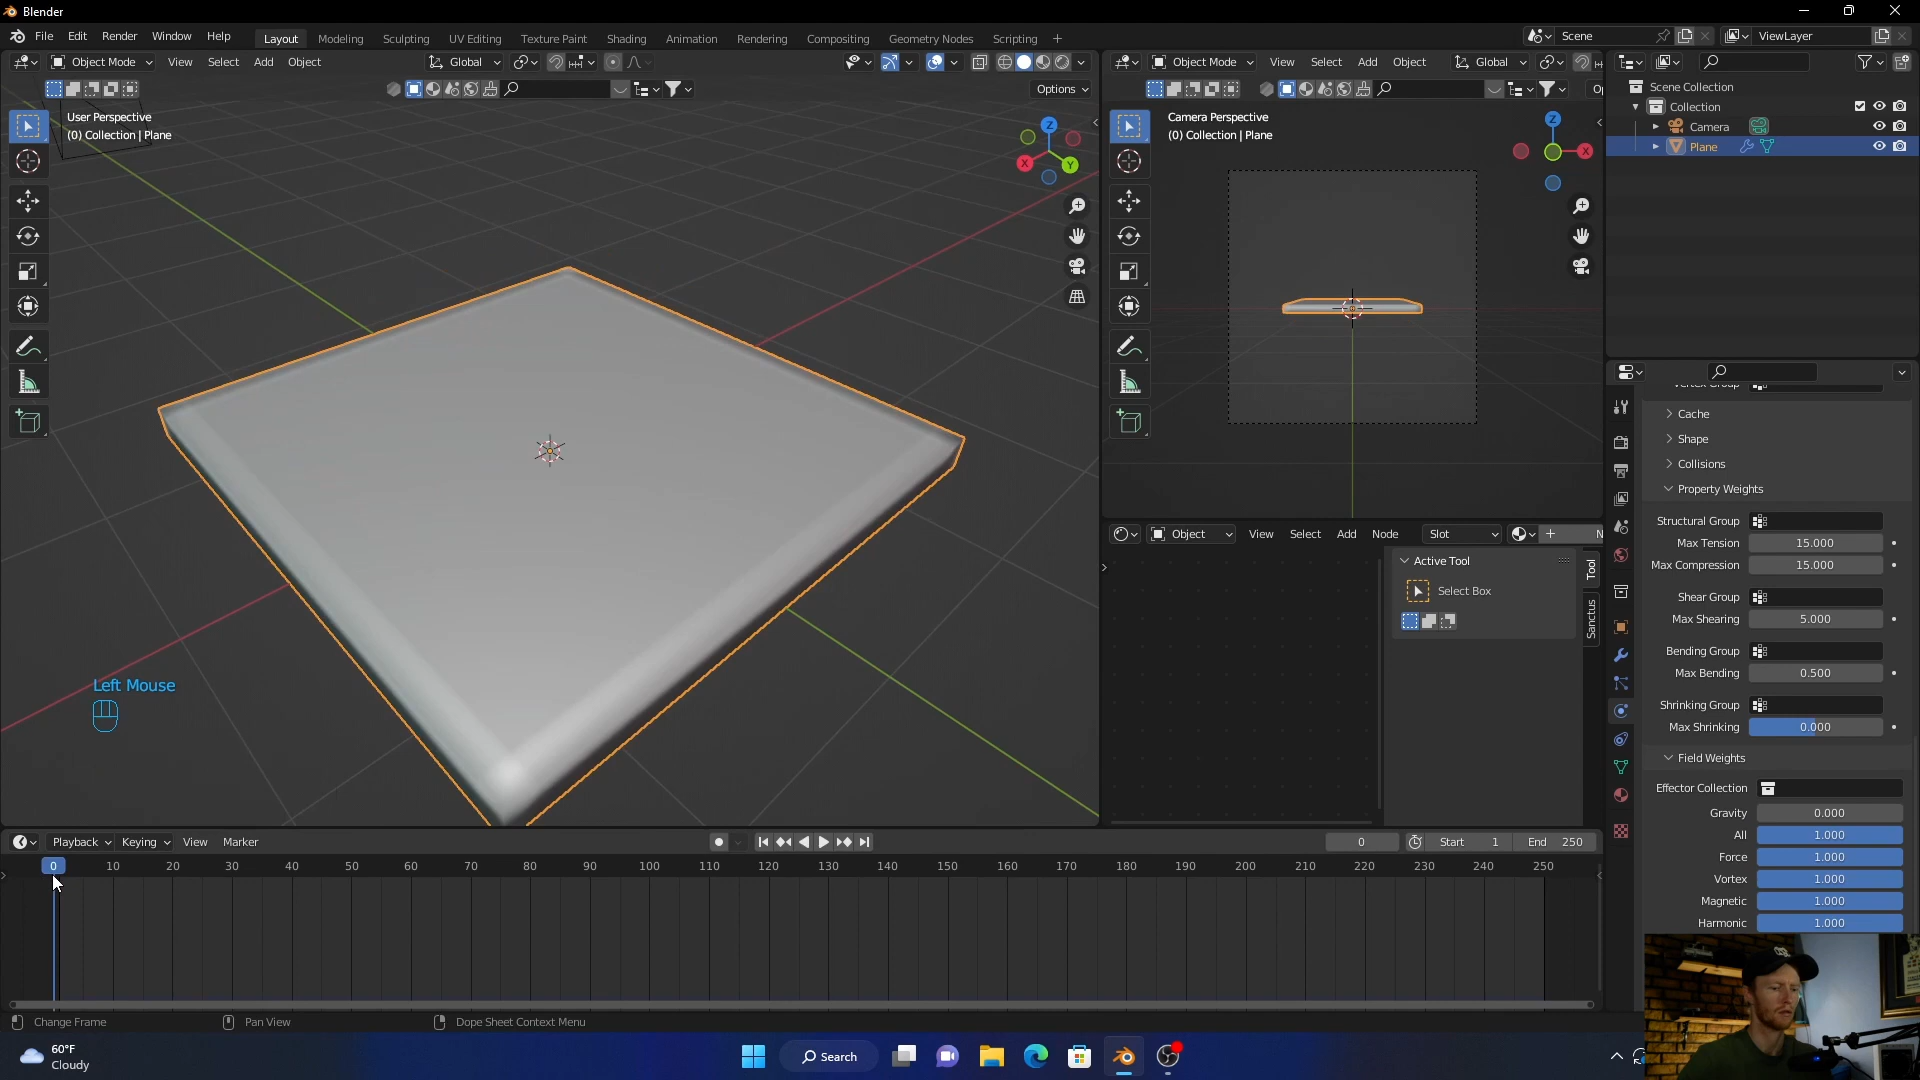 Blender
File Edit Render Window Help Layout Modeling Sculpting UV Editing Texture Paint Shading Animation Rendering Compositing Geometry Nodes Scripting + Scene ViewLayer
Object Mode View Select Add Object Global
Object Mode View Select Add Object Global
Options
User Perspective
(0) Collection | Plane
Z
X
Y
Left Mouse
Camera Perspective
(0) Collection | Plane
Z
X
Object View Select Add Node Slot
Active Tool
Select Box
Tool
Sanctus
Scene Collection
Collection
Camera
Plane
Cache
Shape
Collisions
Property Weights
Structural Group
Max Tension 15.000
Max Compression 15.000
Shear Group
Max Shearing 5.000
Bending Group
Max Bending 0.500
Shrinking Group
Max Shrinking 0.000
Field Weights
Effector Collection
Gravity 0.000
All 1.000
Force 1.000
Vortex 1.000
Magnetic 1.000
Harmonic 1.000
Playback Keying View Marker 0 Start 1 End 250
0 10 20 30 40 50 60 70 80 90 100 110 120 130 140 150 160 170 180 190 200 210 220 230 240 250
Change Frame Pan View Dope Sheet Context Menu
60°F
Cloudy
Search